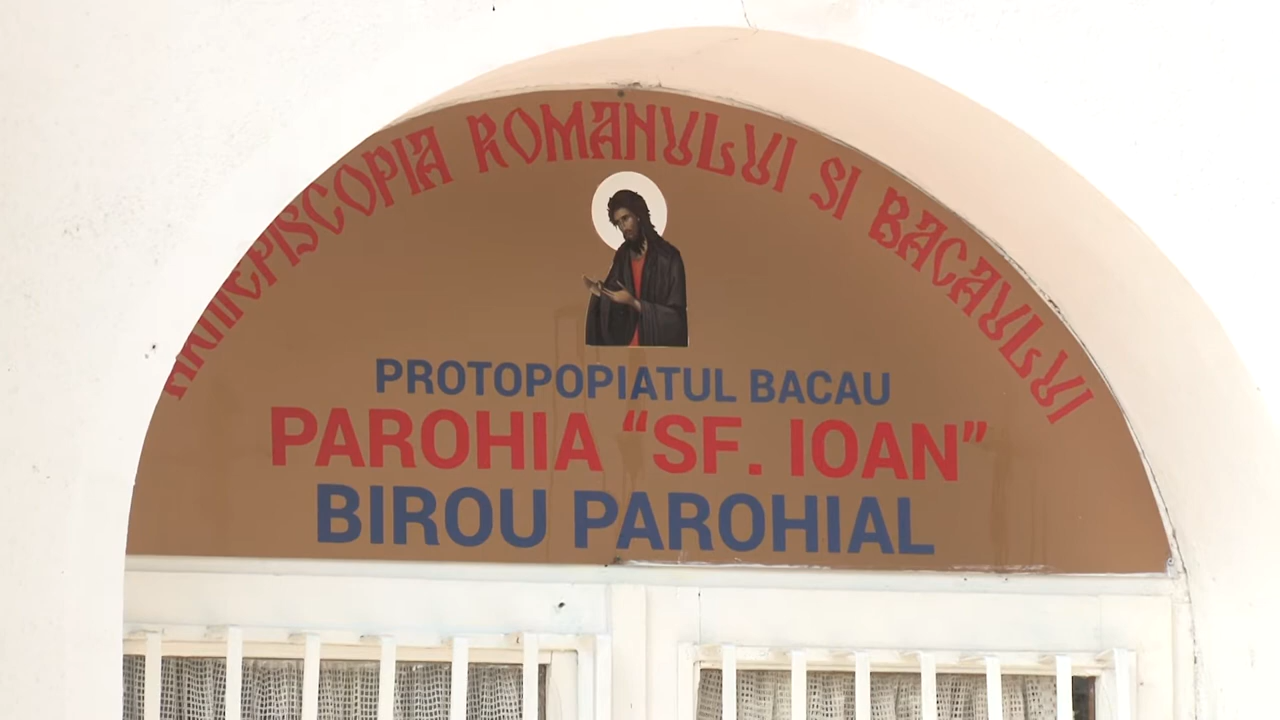 ARHIEPISCOPIA ROMANULUI SI BACAULUI
PROTOPOPIATUL BACAU
PAROHIA “SF. IOAN”
BIROU PAROHIAL